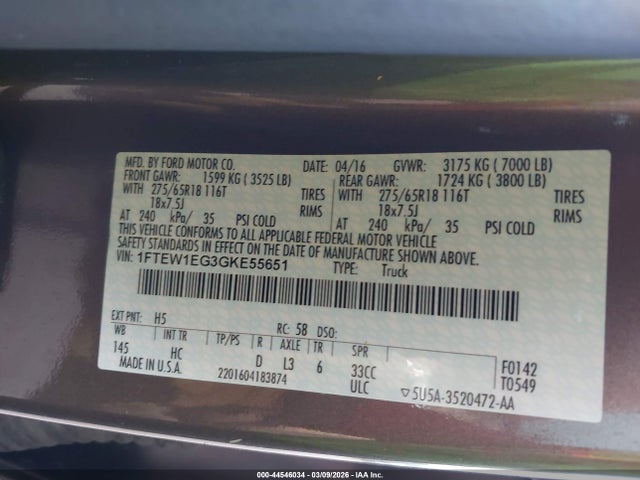 MFD. BY FORD MOTOR CO. DATE: 04/16 GVWR: 3175 KG ( 7000 LB)
FRONT GAWR: 1599 KG ( 3525 LB) REAR GAWR: 1724 KG ( 3800 LB)
WITH 275/65R18 116T TIRES WITH 275/65R18 116T TIRES
18x7.5J RIMS 18x7.5J RIMS
AT 240 kPa/ 35 PSI COLD AT 240 kPa/ 35 PSI COLD
THIS VEHICLE CONFORMS TO ALL APPLICABLE FEDERAL MOTOR VEHICLE
SAFETY STANDARDS IN EFFECT ON THE DATE OF MANUFACTURE SHOWN ABOVE.
VIN: 1FTEW1EG3GKE55651 TYPE: Truck
EXT PNT: H5 RC: 58 DSO:
WB INT TR TP/PS R AXLE TR SPR
145 HC D L3 6 33CC F0142
MADE IN U.S.A. 2201604183874 ULC T0549
▽5U5A-3520472-AA
000-44546034 | 03/09/2026 | IAA Inc.